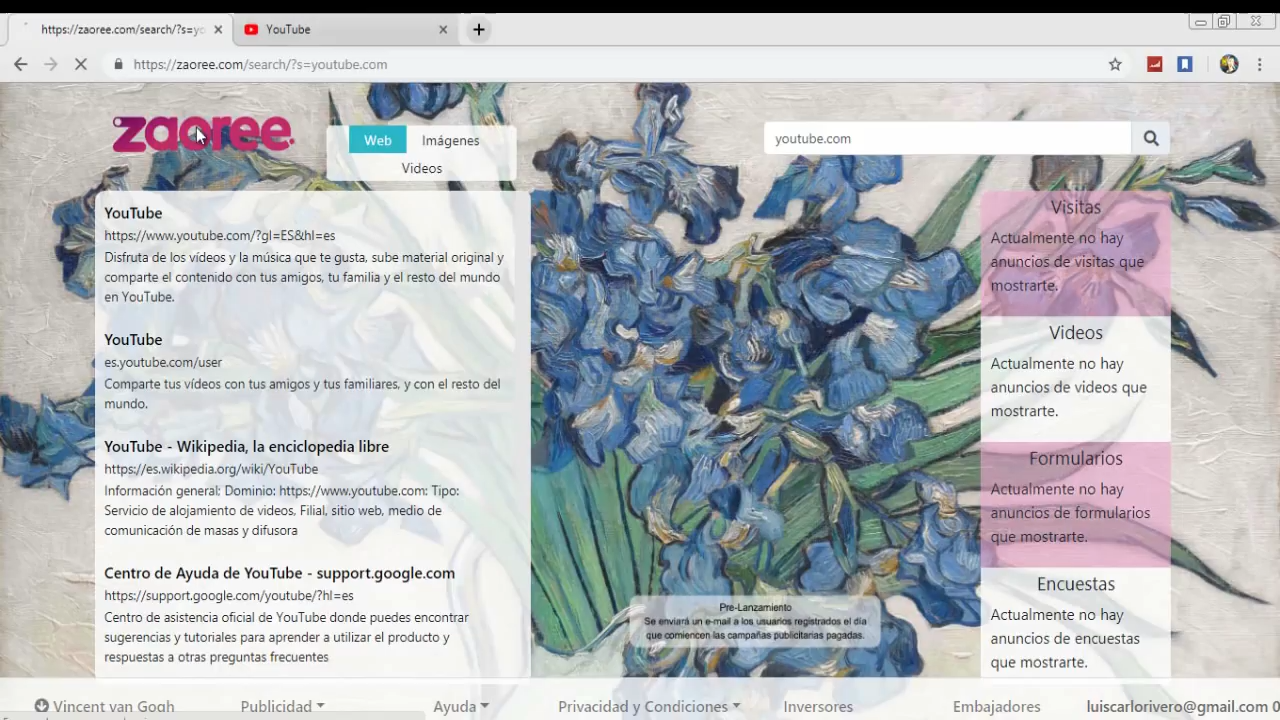 https://zaoree.com/search/?s=yo
YouTube
https://zaoree.com/search/?s=youtube.com
zaoree.
Web
Imágenes
Videos
youtube.com
YouTube
https://www.youtube.com/?gl=ES&hl=es
Disfruta de los vídeos y la música que te gusta, sube material original y
comparte el contenido con tus amigos, tu familia y el resto del mundo
en YouTube.
YouTube
es.youtube.com/user
Comparte tus vídeos con tus amigos y tus familiares, y con el resto del
mundo.
YouTube - Wikipedia, la enciclopedia libre
https://es.wikipedia.org/wiki/YouTube
Información general: Dominio: https://www.youtube.com: Tipo:
Servicio de alojamiento de videos, Filial, sitio web, medio de
comunicación de masas y difusora
Centro de Ayuda de YouTube - support.google.com
https://support.google.com/youtube/?hl=es
Centro de asistencia oficial de YouTube donde puedes encontrar
sugerencias y tutoriales para aprender a utilizar el producto y
respuestas a otras preguntas frecuentes
Visitas
Actualmente no hay
anuncios de visitas que
mostrarte.
Videos
Actualmente no hay
anuncios de videos que
mostrarte.
Formularios
Actualmente no hay
anuncios de formularios
que mostrarte.
Encuestas
Actualmente no hay
anuncios de encuestas
que mostrarte.
Pre-Lanzamiento
Se enviará un e-mail a los usuarios registrados el día
que comiencen las campañas publicitarias pagadas.
Vincent van Gogh
Publicidad
Ayuda
Privacidad y Condiciones
Inversores
Embajadores
luiscarlorivero@gmail.com 0